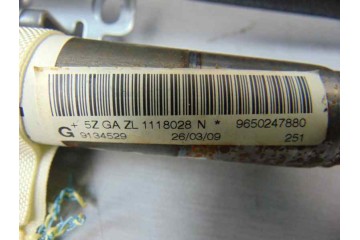 + 5Z GA ZL 1118028 N * 9650247880
G 9134529 26/03/09 251